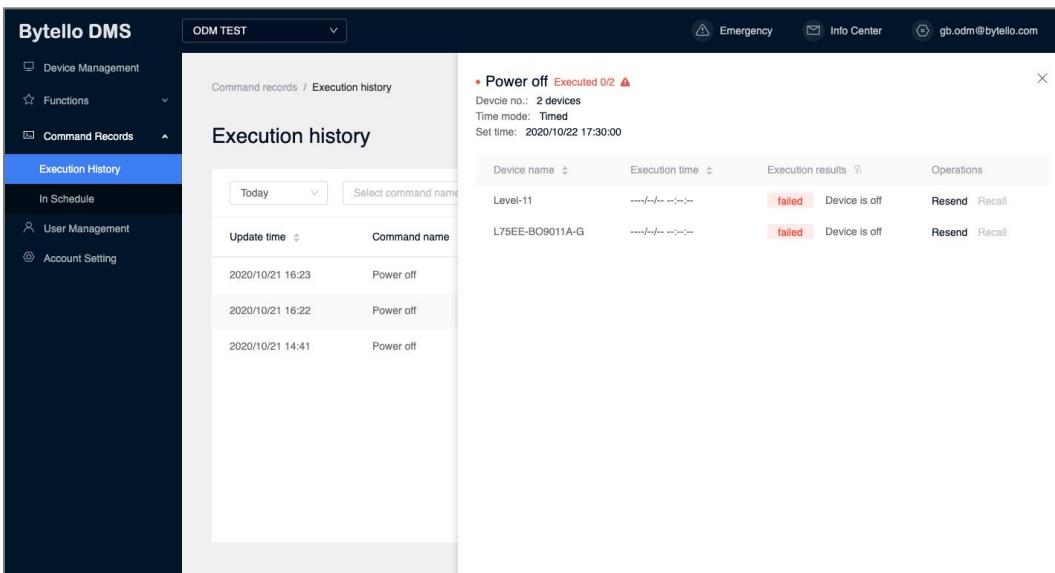 Bytello DMS
ODM TEST
Emergency
Info Center
gb.odm@bytello.com
Device Management
Functions
Command Records
Execution History
In Schedule
User Management
Account Setting
Command records / Execution history
Execution history
Today
Select command name
Update time
Command name
2020/10/21 16:23 Power off
2020/10/21 16:22 Power off
2020/10/21 14:41 Power off
Power off Executed 0/2
Devcie no.: 2 devices
Time mode: Timed
Set time: 2020/10/22 17:30:00
Device name Execution time Execution results Operations
Level-11 ----/--/-- --:--:-- failed Device is off Resend Recall
L75EE-BO9011A-G ----/--/-- --:--:-- failed Device is off Resend Recall